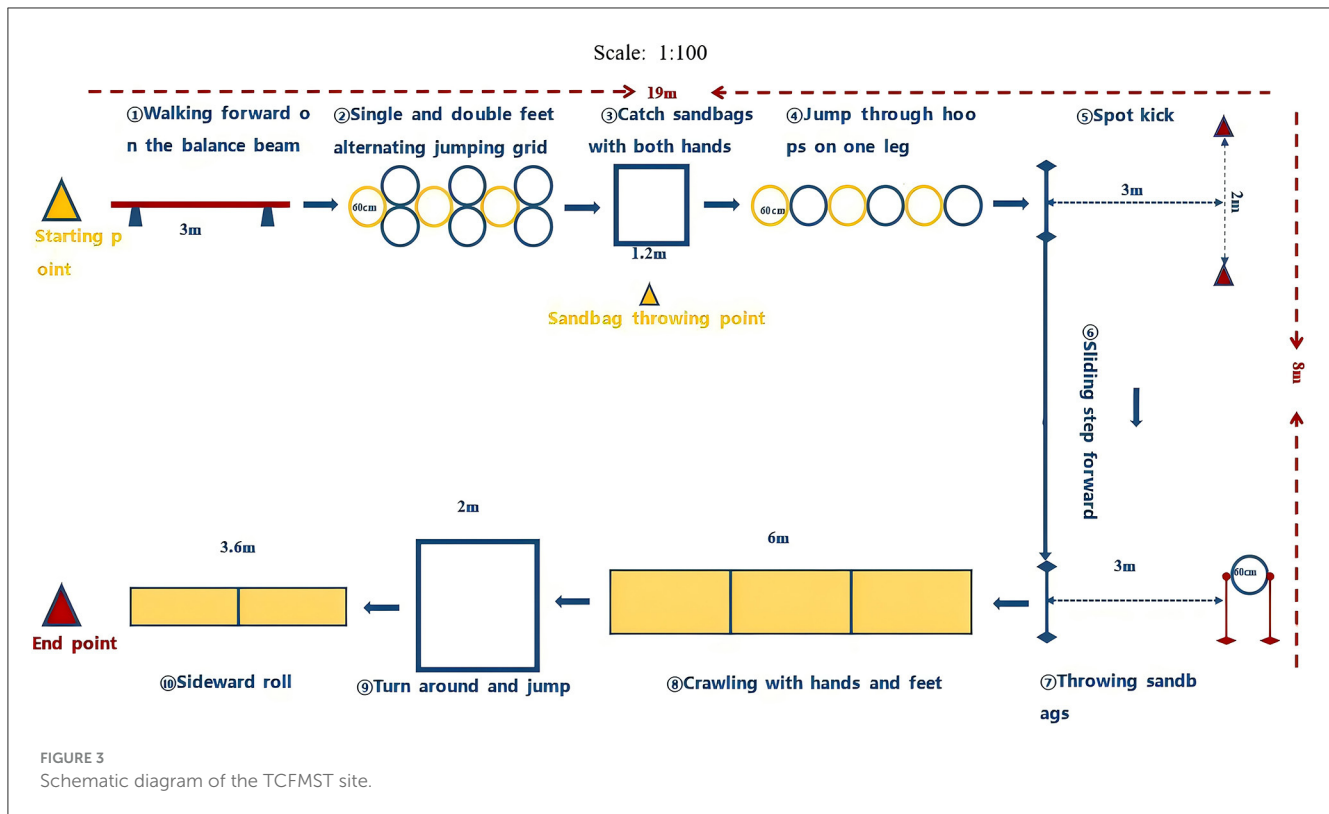 Scale: 1:100
19m
①Walking forward o
n the balance beam
②Single and double feet
alternating jumping grid
③Catch sandbags
with both hands
④Jump through hoo
ps on one leg
⑤Spot kick
Starting p
oint
3m
60cm
1.2m
60cm
3m
2m
Sandbag throwing point
⑥Sliding step forward
8m
3.6m
2m
6m
3m
60cm
End point
⑩Sideward roll
⑨Turn around and jump
⑧Crawling with hands and feet
⑦Throwing sandb
ags
FIGURE 3
Schematic diagram of the TCFMST site.